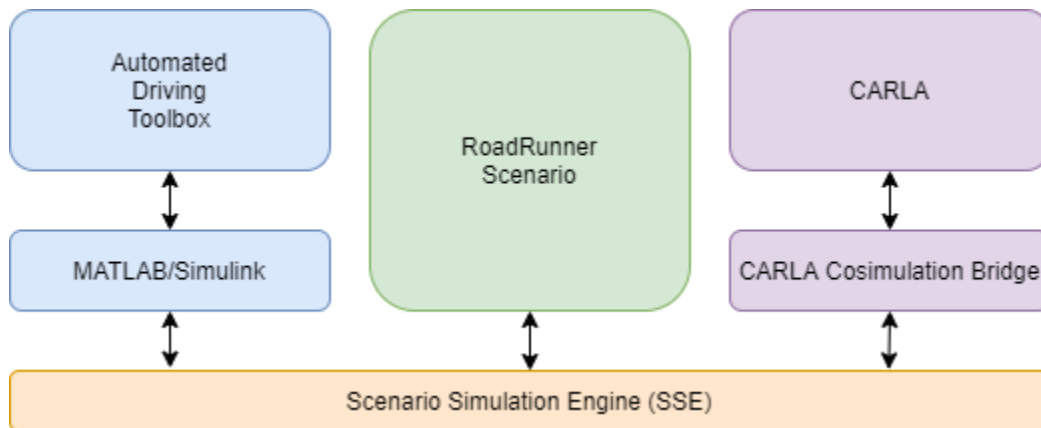 Automated
Driving
Toolbox
RoadRunner
Scenario
CARLA
MATLAB/Simulink
CARLA Cosimulation Bridge
Scenario Simulation Engine (SSE)